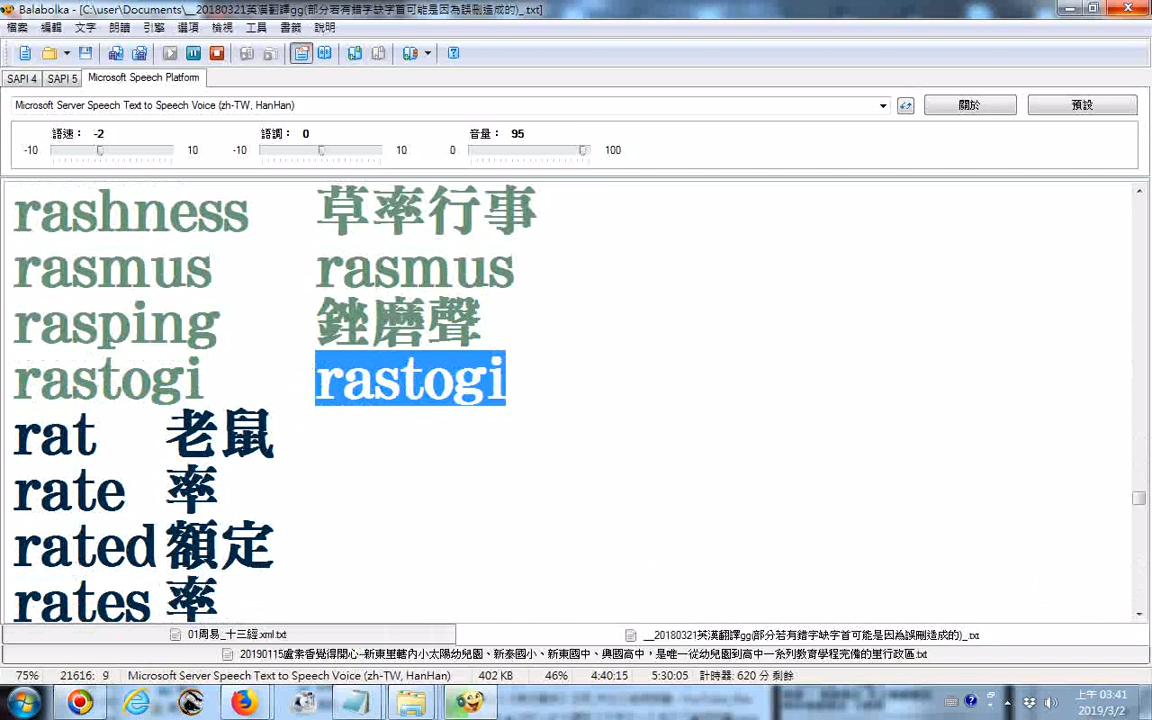 Balabolka - [C:\user\Documents\__20180321英漢翻譯gg(部分若有錯字缺字首可能是因為誤刪造成的)_.txt]
檔案 編輯 文字 朗讀 引擎 選項 檢視 工具 書籤 說明
SAPI 4 SAPI 5 Microsoft Speech Platform
Microsoft Server Speech Text to Speech Voice (zh-TW, HanHan) 關於 預設
語速： -2 語調： 0 音量： 95
-10 10 -10 10 0 100
rashness 草率行事
rasmus rasmus
rasping 銼磨聲
rastogi rastogi
rat 老鼠
rate 率
rated 額定
rates 率
01周易_十三經.xml.txt __20180321英漢翻譯gg(部分若有錯字缺字首可能是因為誤刪造成的)_.txt
20190115盧素香覺得開心~新東里轄內小太陽幼兒園、新泰國小、新東國中、興國高中，是唯一從幼兒園到高中一系列教育學程完備的里行政區.txt
75% 21616: 9 Microsoft Server Speech Text to Speech Voice (zh-TW, HanHan) 402 KB 46% 4:40:15 5:30:05 計時器: 620 分 剩餘
上午 03:41
2019/3/2